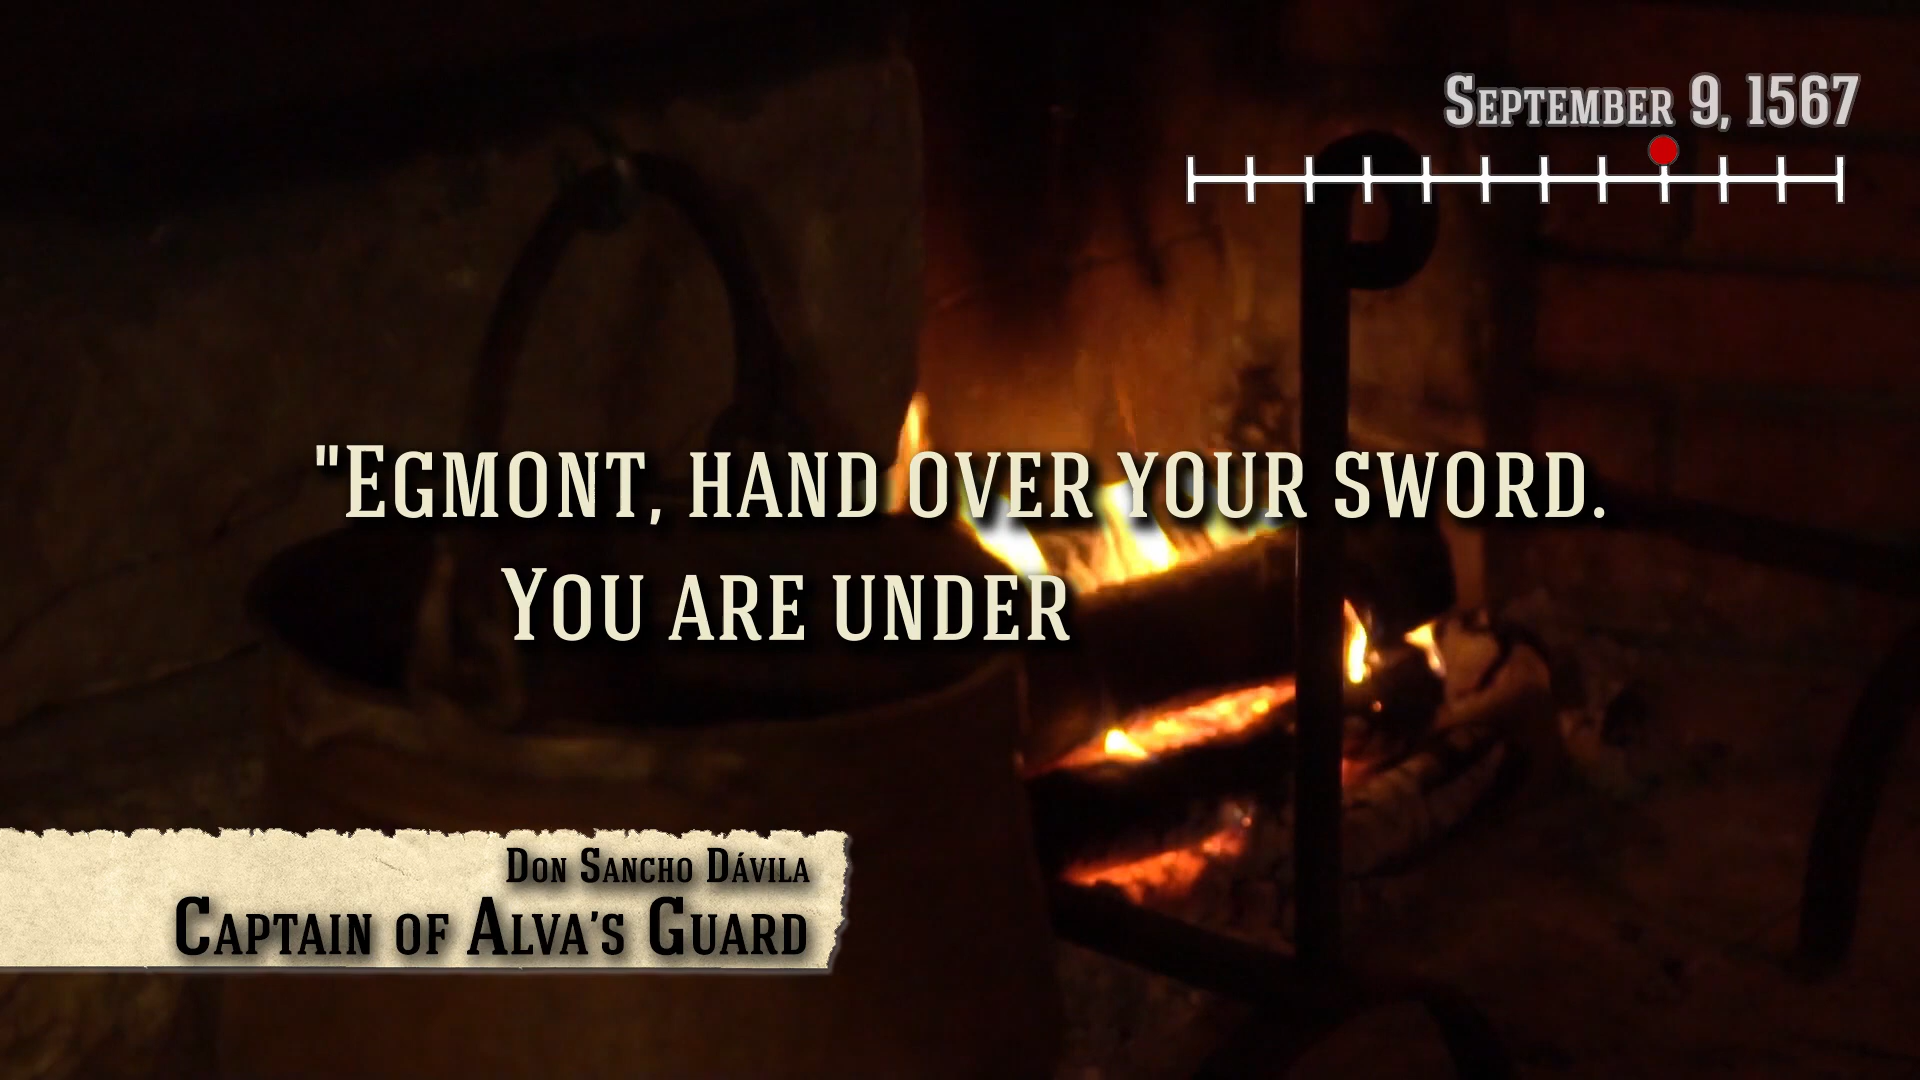 September 9, 1567
"Egmont, hand over your sword.
You are under
Don Sancho Dávila
Captain of Alva's Guard